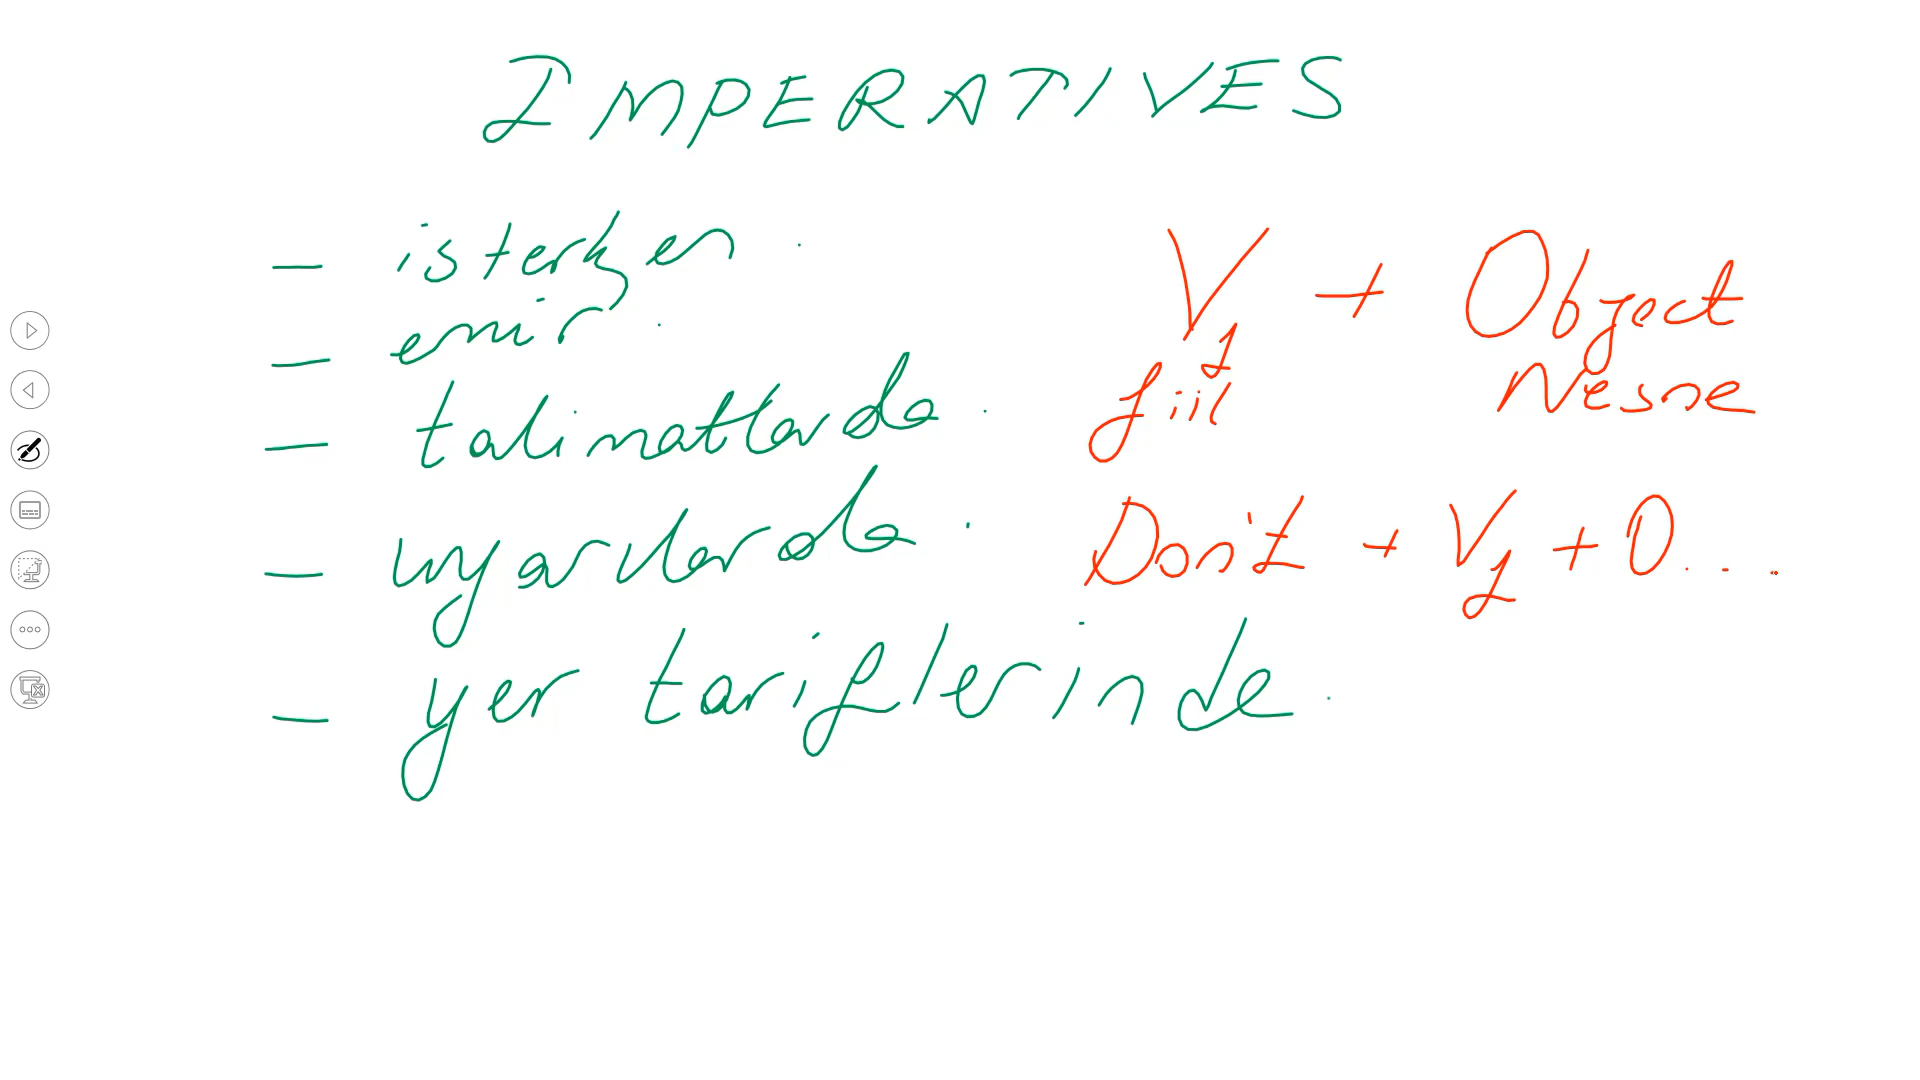 IMPERATIVES
— isterken.
— emir.
— talimatlarda.
— uyarılarda.
— yer tariflerinde.
V1 + Object
fiil Nesne
Don't + V1 + O....